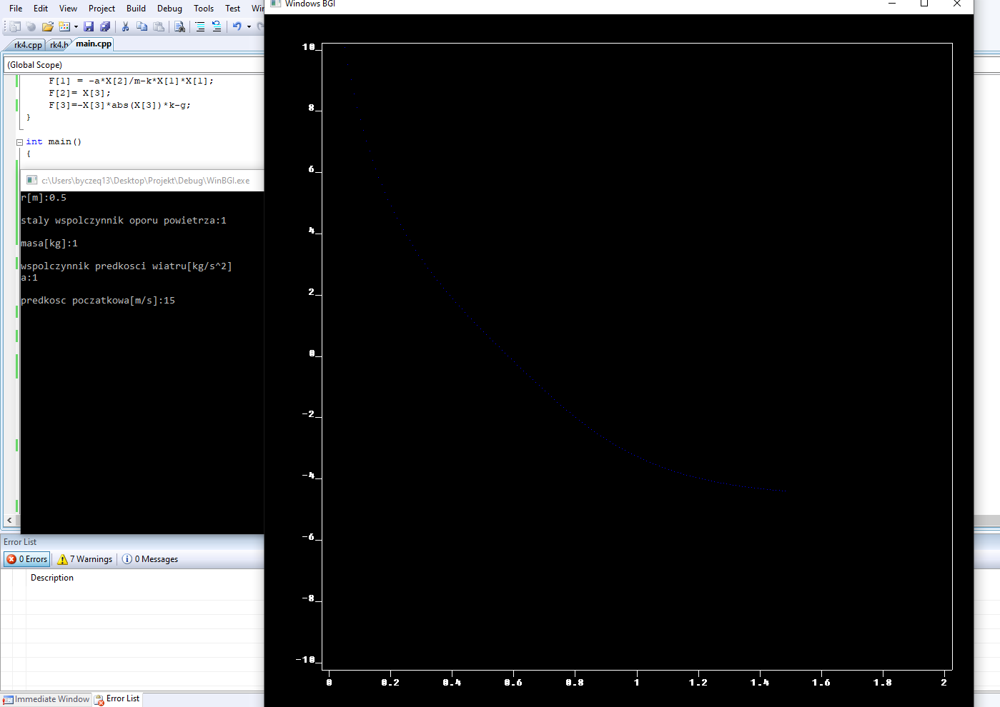 File Edit View Project Build Debug Tools Test Wi
Windows BGI
rk4.cpp rk4.h main.cpp
(Global Scope)
F[1] = -a*X[2]/m-k*X[1]*X[1];
F[2]= X[3];
F[3]=-X[3]*abs(X[3])*k-g;
}
int main()
{
c:\Users\byczeq13\Desktop\Projekt\Debug\WinBGI.exe
r[m]:0.5
staly wspolczynnik oporu powietrza:1
masa[kg]:1
wspolczynnik predkosci wiatru[kg/s^2]
a:1
predkosc poczatkowa[m/s]:15
10
8
6
4
2
0
-2
-4
-6
-8
-10
0 0.2 0.4 0.6 0.8 1 1.2 1.4 1.6 1.8 2
Error List
0 Errors 7 Warnings 0 Messages
Description
Immediate Window Error List